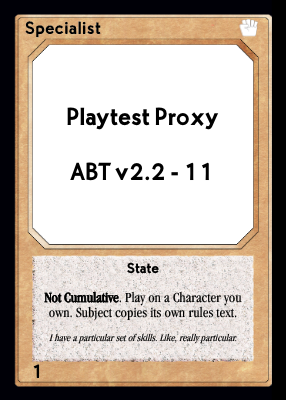 Specialist
Playtest Proxy
ABT v2.2 - 11
State
Not Cumulative. Play on a Character you
own. Subject copies its own rules text.
I have a particular set of skills. Like, really particular.
1